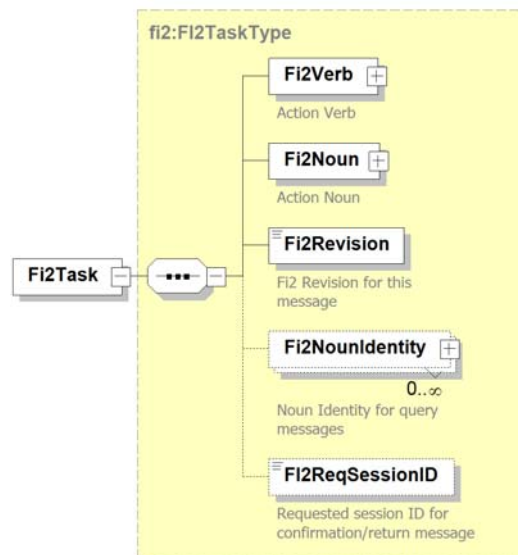 fi2:FI2TaskType
Fi2Verb
Action Verb
Fi2Noun
Action Noun
Fi2Revision
Fi2 Revision for this
message
Fi2Task
Fi2NounIdentity
0..∞
Noun Identity for query
messages
FI2ReqSessionID
Requested session ID for
confirmation/return message